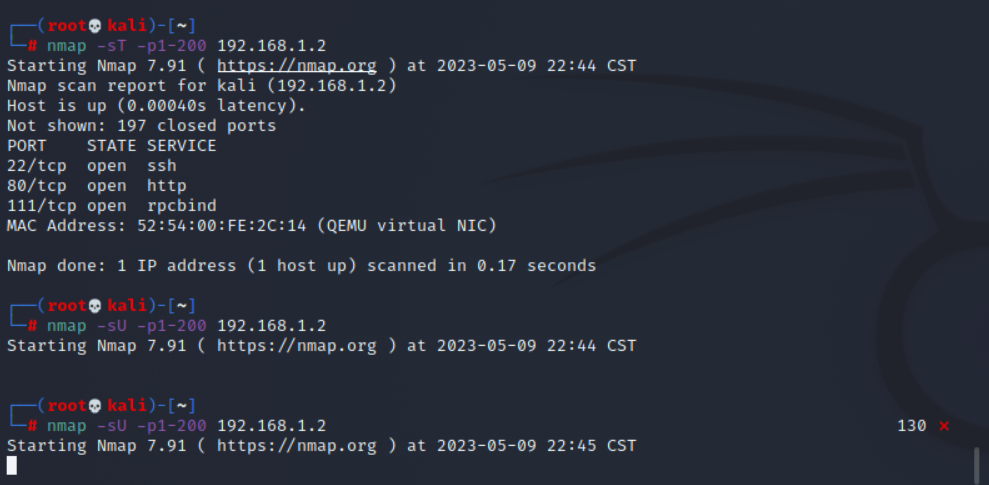 ┌──(root💀kali)-[~]
└─# nmap -sT -p1-200 192.168.1.2
Starting Nmap 7.91 ( https://nmap.org ) at 2023-05-09 22:44 CST
Nmap scan report for kali (192.168.1.2)
Host is up (0.00040s latency).
Not shown: 197 closed ports
PORT    STATE SERVICE
22/tcp  open  ssh
80/tcp  open  http
111/tcp open  rpcbind
MAC Address: 52:54:00:FE:2C:14 (QEMU virtual NIC)

Nmap done: 1 IP address (1 host up) scanned in 0.17 seconds

┌──(root💀kali)-[~]
└─# nmap -sU -p1-200 192.168.1.2
Starting Nmap 7.91 ( https://nmap.org ) at 2023-05-09 22:44 CST

┌──(root💀kali)-[~]
└─# nmap -sU -p1-200 192.168.1.2 130 ⨯
Starting Nmap 7.91 ( https://nmap.org ) at 2023-05-09 22:45 CST